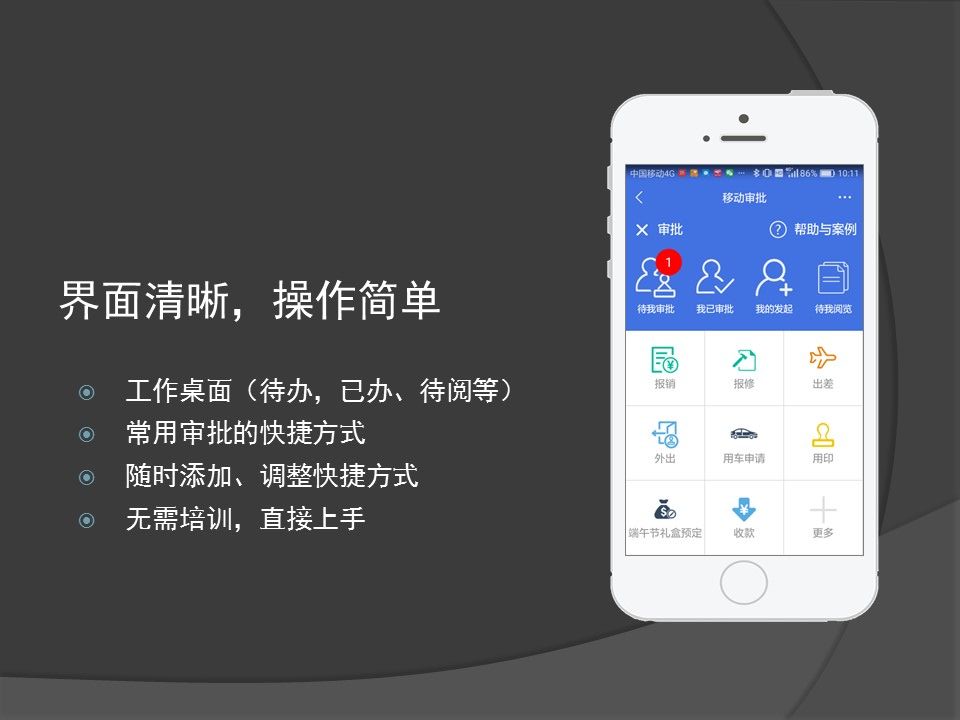 界面清晰，操作简单
工作桌面（待办，已办、待阅等）
常用审批的快捷方式
随时添加、调整快捷方式
无需培训，直接上手
中国移动4G 86% 10:11
移动审批
审批 帮助与案例
1
待我审批 我已审批 我的发起 待我阅览
报销 报修 出差
外出 用车申请 用印
端午节礼盒预定 收款 更多